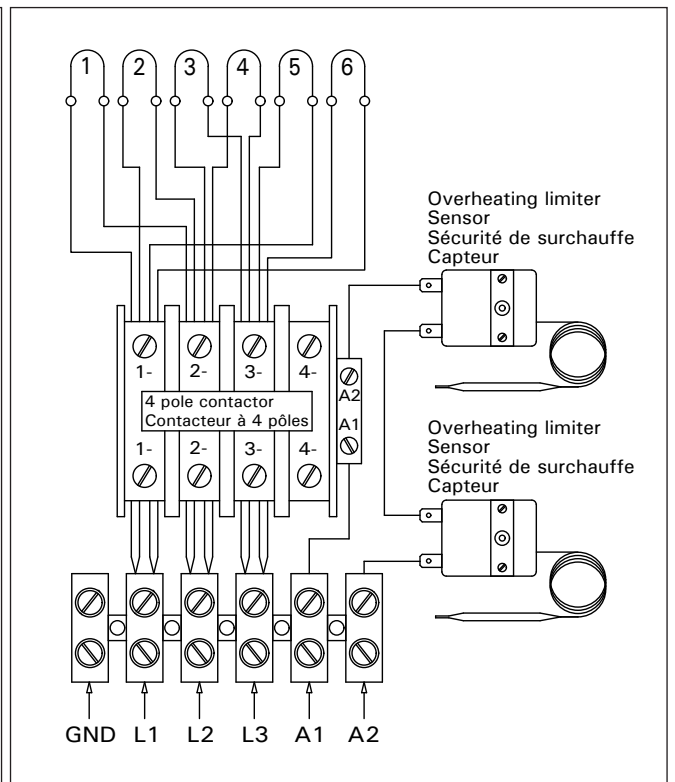 1 2 3 4 5 6
Overheating limiter
Sensor
Sécurité de surchauffe
Capteur
1- 2- 3- 4-
A2
4 pole contactor
Contacteur à 4 pôles
A1
1- 2- 3- 4-
Overheating limiter
Sensor
Sécurité de surchauffe
Capteur
GND L1 L2 L3 A1 A2